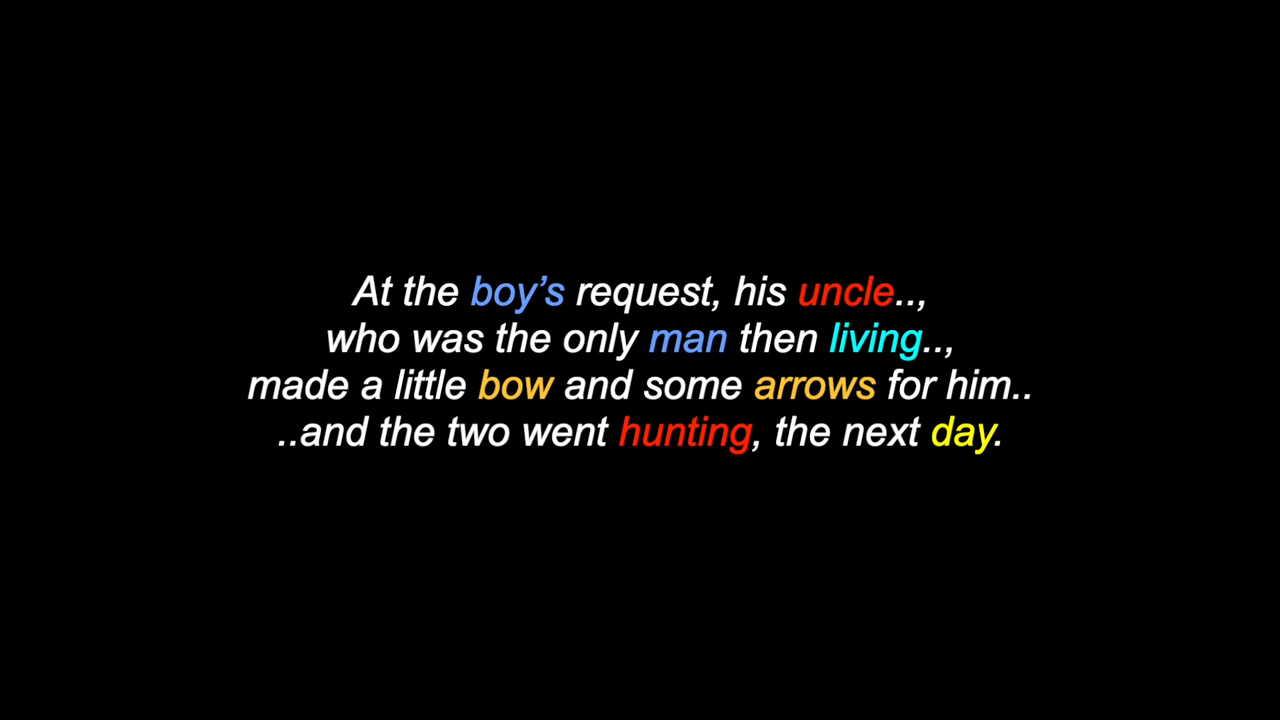 At the boy’s request, his uncle..,
who was the only man then living..,
made a little bow and some arrows for him..
..and the two went hunting, the next day.